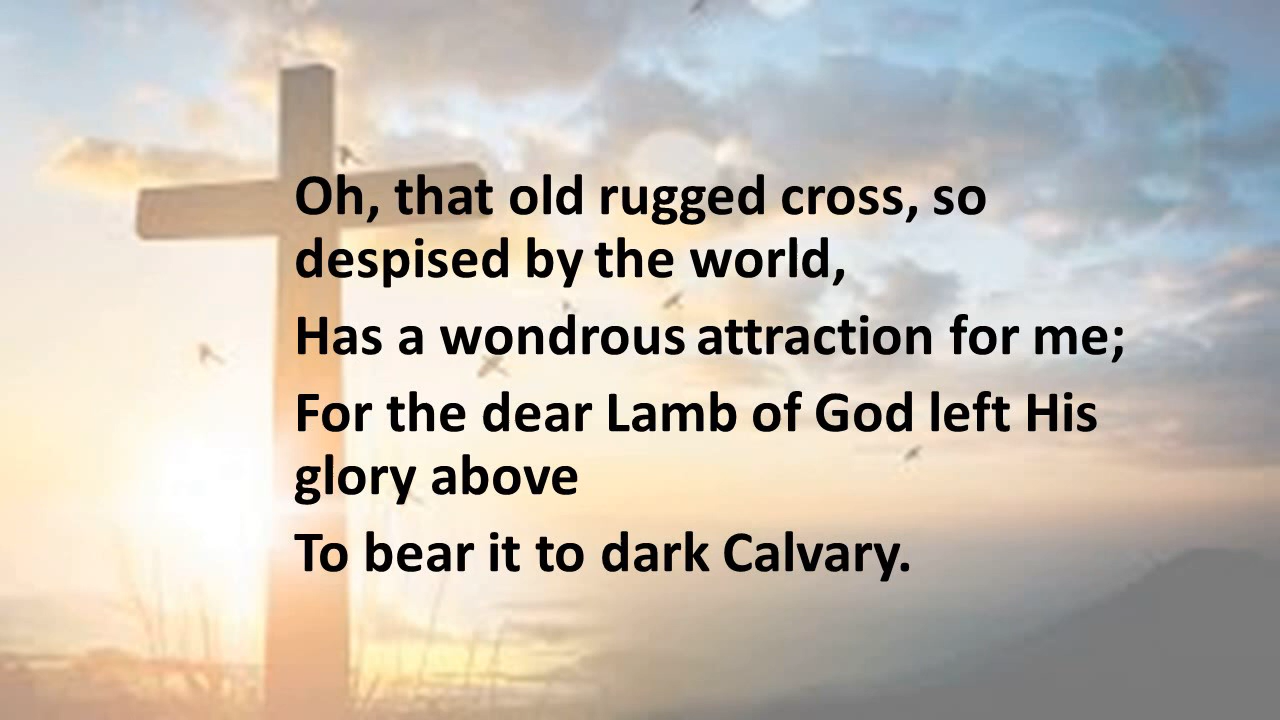 Oh, that old rugged cross, so
despised by the world,
Has a wondrous attraction for me;
For the dear Lamb of God left His
glory above
To bear it to dark Calvary.